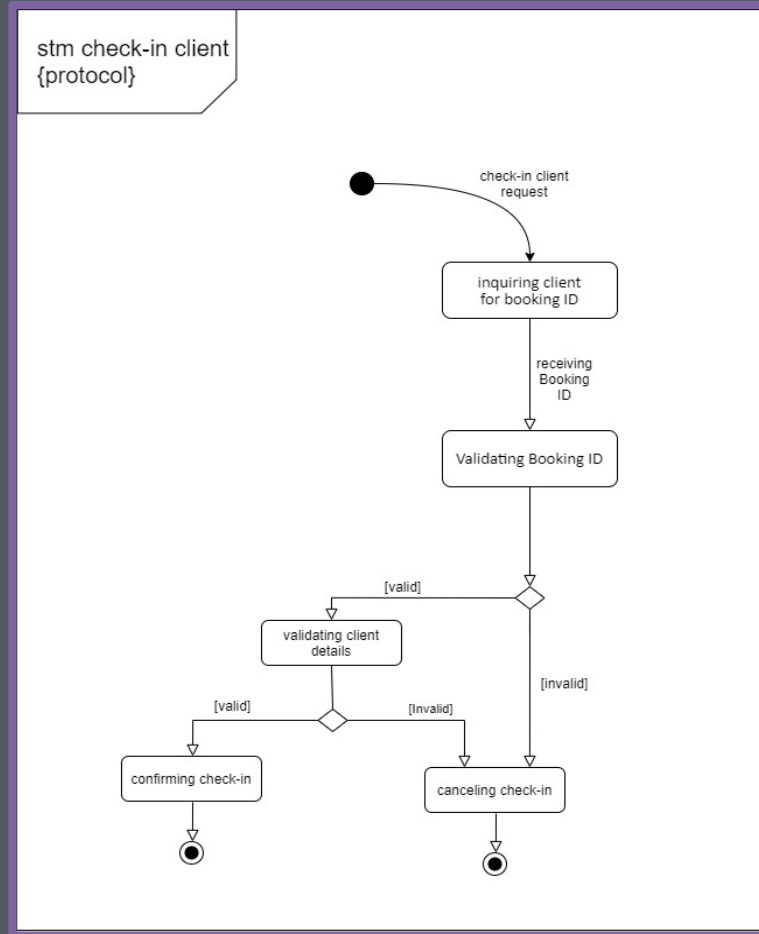 stm check-in client
{protocol}
check-in client
request
inquiring client
for booking ID
receiving
Booking
ID
Validating Booking ID
[valid]
validating client
details
[invalid]
[valid]
[Invalid]
confirming check-in
canceling check-in